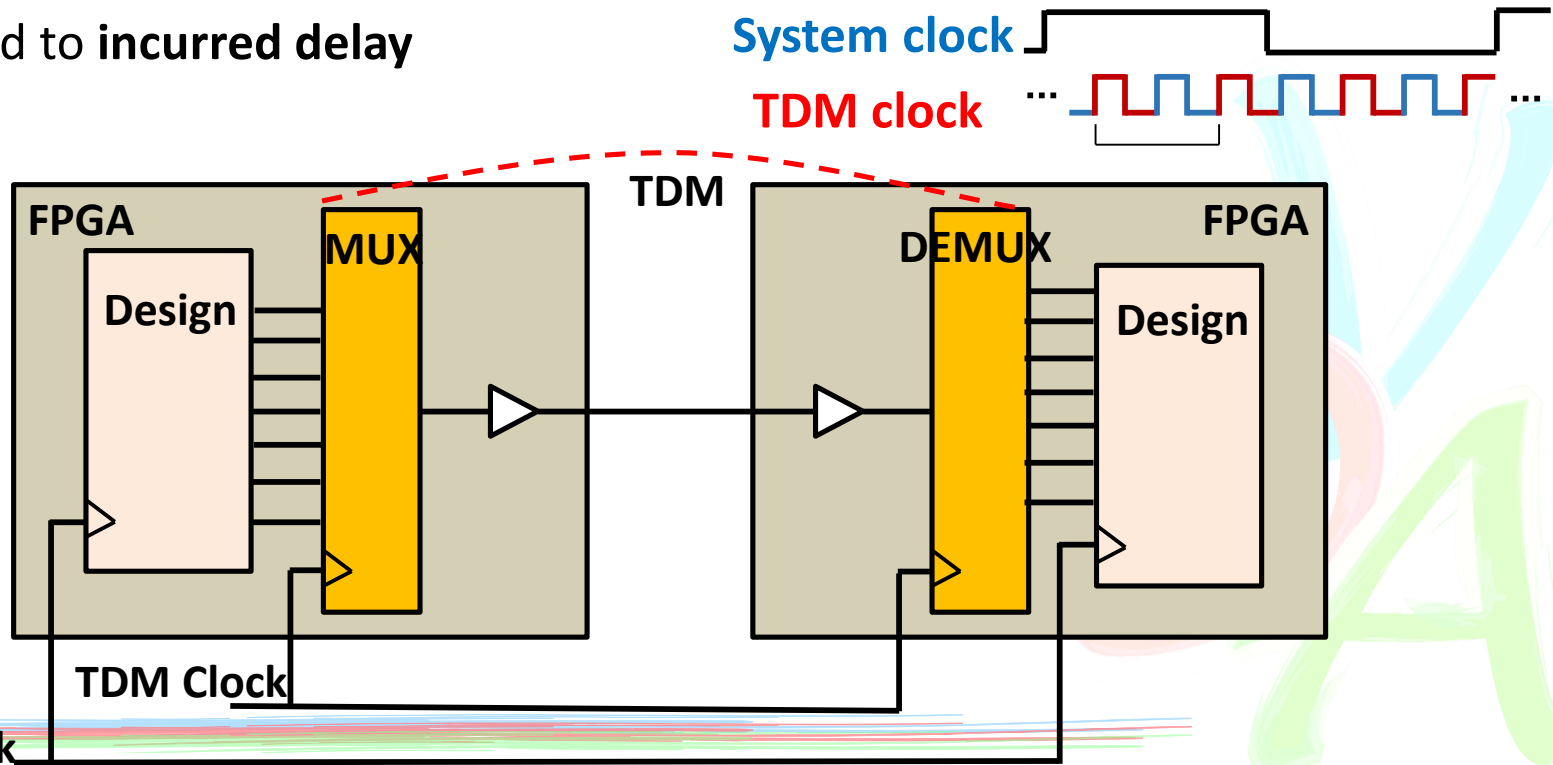 d to incurred delay
System clock
... TDM clock ...
TDM
FPGA
FPGA
MUX
DEMUX
Design
Design
TDM Clock
k